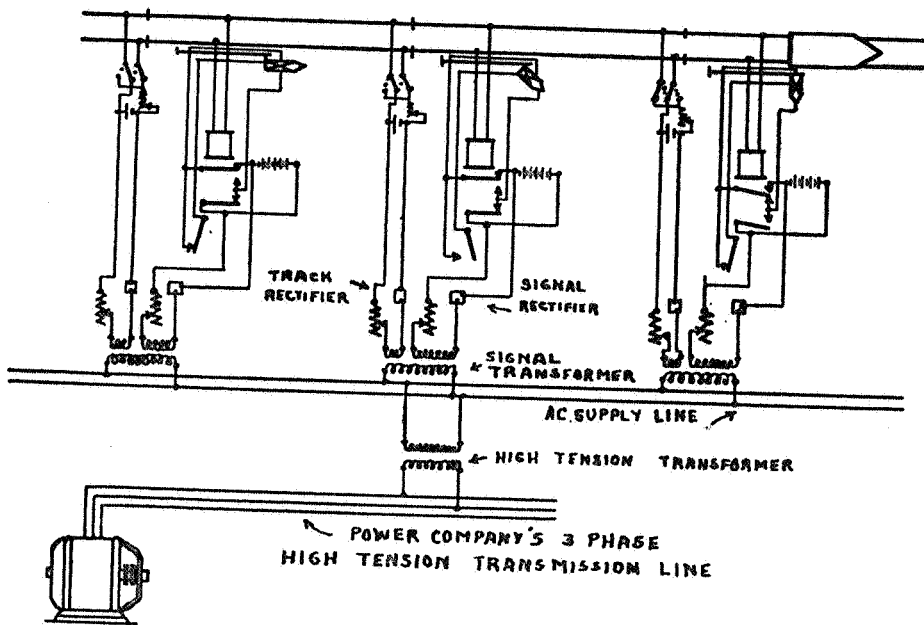 TRACK
RECTIFIER
SIGNAL
RECTIFIER
SIGNAL
TRANSFORMER
AC. SUPPLY LINE
HIGH TENSION TRANSFORMER
POWER COMPANY'S 3 PHASE
HIGH TENSION TRANSMISSION LINE